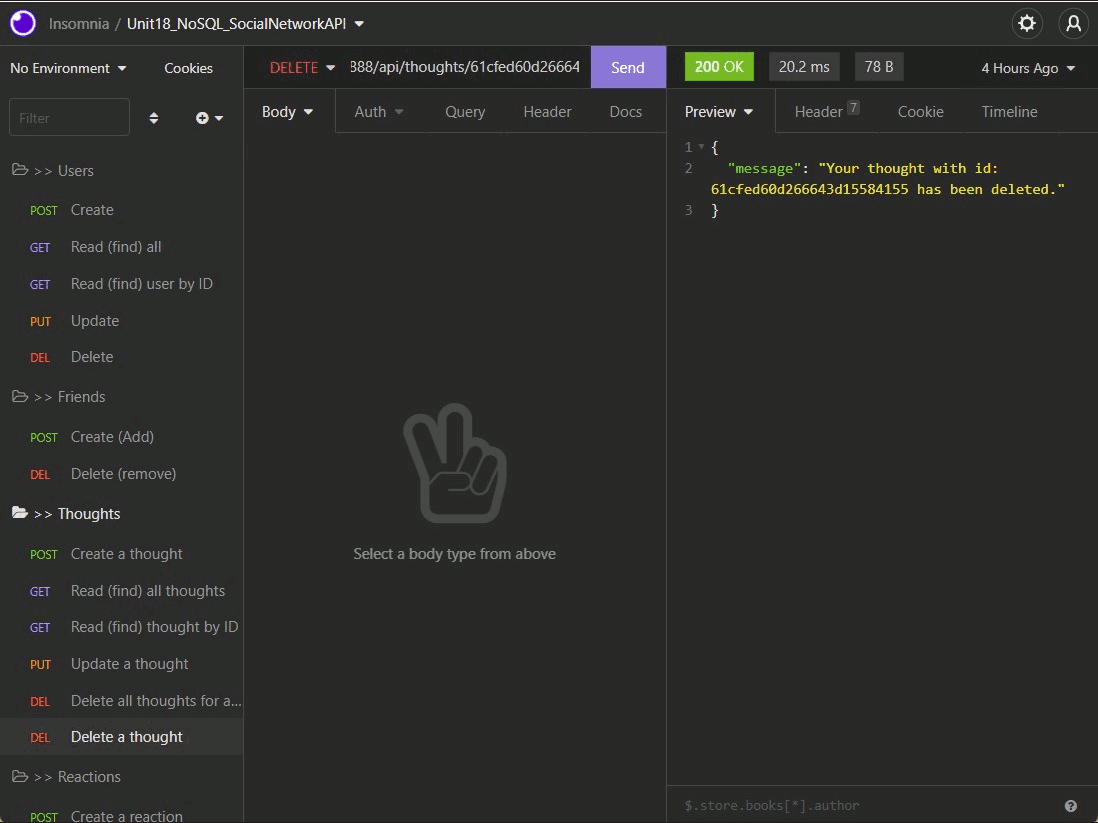 Insomnia / Unit18_NoSQL_SocialNetworkAPI
No Environment
Cookies
Filter
>> Users
POST Create
GET Read (find) all
GET Read (find) user by ID
PUT Update
DEL Delete
>> Friends
POST Create (Add)
DEL Delete (remove)
>> Thoughts
POST Create a thought
GET Read (find) all thoughts
GET Read (find) thought by ID
PUT Update a thought
DEL Delete all thoughts for a...
DEL Delete a thought
>> Reactions
POST Create a reaction
DELETE 888/api/thoughts/61cfed60d26664 Send
Body Auth Query Header Docs
Select a body type from above
200 OK 20.2 ms 78 B 4 Hours Ago
Preview Header 7 Cookie Timeline
1 {
2 "message": "Your thought with id:
61cfed60d266643d15584155 has been deleted."
3 }
$.store.books[*].author